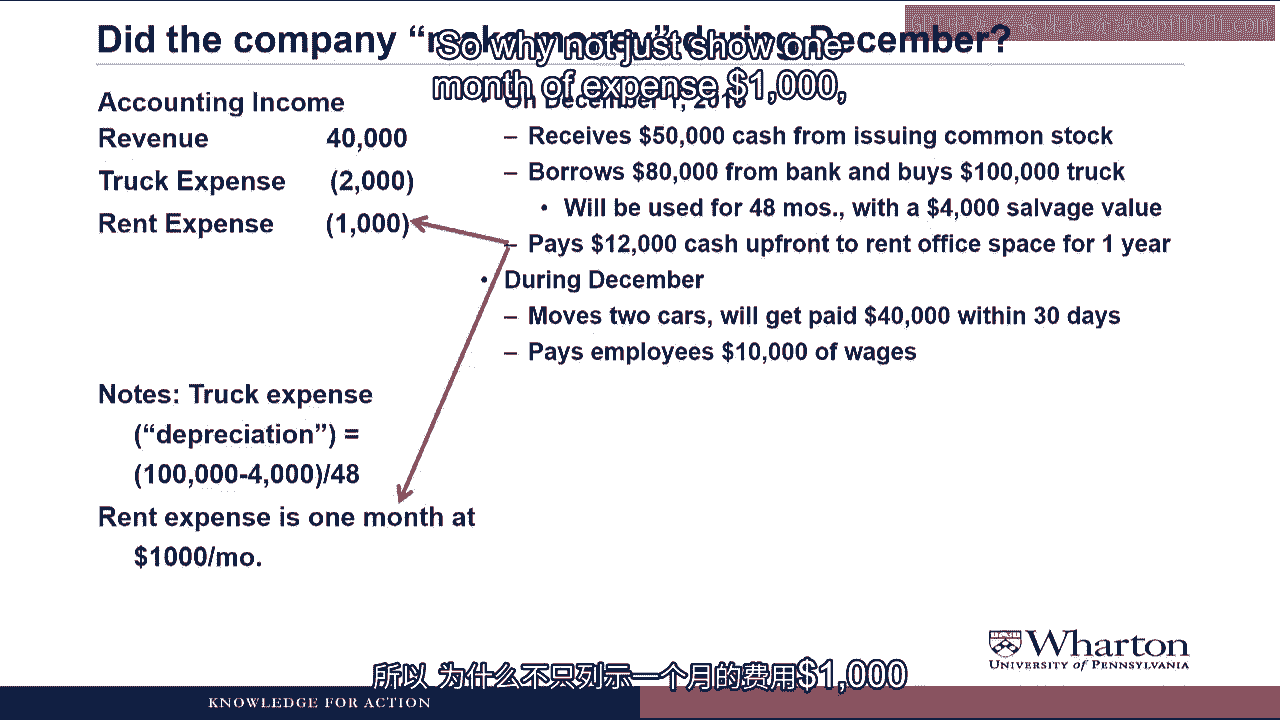 Did the company “make money” during December?
So why not just show one
month of expense $1,000,
Accounting Income
Revenue 40,000
Truck Expense (2,000)
Rent Expense (1,000)
• On December 1,
– Receives $50,000 cash from issuing common stock
– Borrows $80,000 from bank and buys $100,000 truck
• Will be used for 48 mos., with a $4,000 salvage value
– Pays $12,000 cash upfront to rent office space for 1 year
• During December
– Moves two cars, will get paid $40,000 within 30 days
– Pays employees $10,000 of wages
Notes: Truck expense
(“depreciation”) =
(100,000-4,000)/48
Rent expense is one month at
$1000/mo.
Wharton
UNIVERSITY of PENNSYLVANIA
所以 为什么不只列示一个月的费用$1,000
KNOWLEDGE FOR ACTION